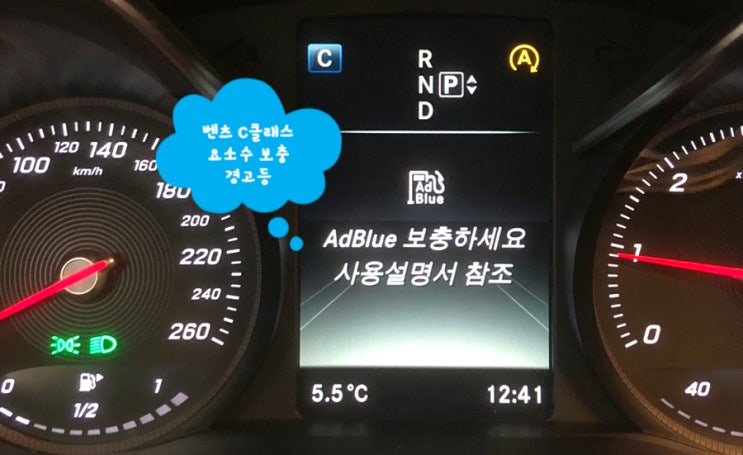 C
R
N P
D
A
벤츠 C클래스
요소수 보충
경고등
Ad
Blue
AdBlue 보충하세요
사용설명서 참조
5.5℃
12:41
100
120
140
160
km/h
180
200
220
240
260
0
1/2
1
2
x
1
0
40